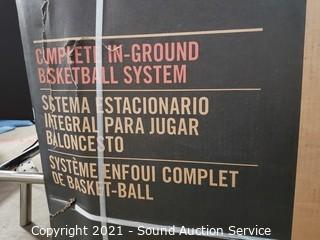 COMPLETE IN-GROUND
BASKETBALL SYSTEM
SISTEMA ESTACIONARIO
INTEGRAL PARA JUGAR
BALONCESTO
SYSTÈME ENFOUI COMPLET
DE BASKET-BALL
Copyright 2021 - Sound Auction Service